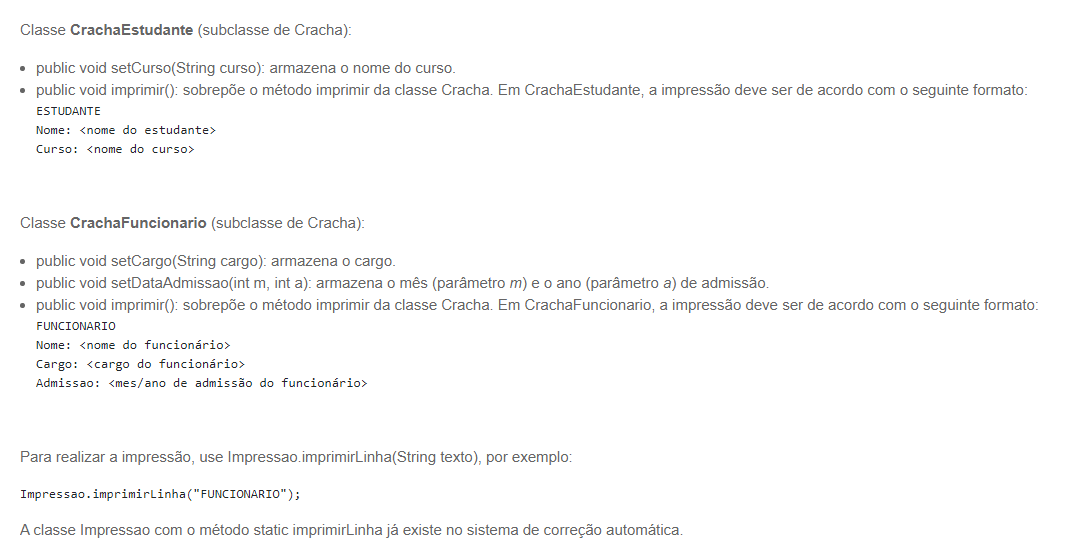 Classe CrachaEstudante (subclasse de Cracha):
• public void setCurso(String curso): armazena o nome do curso.
• public void imprimir(): sobrepõe o método imprimir da classe Cracha. Em CrachaEstudante, a impressão deve ser de acordo com o seguinte formato:
ESTUDANTE
Nome: <nome do estudante>
Curso: <nome do curso>
Classe CrachaFuncionario (subclasse de Cracha):
• public void setCargo(String cargo): armazena o cargo.
• public void setDataAdmissao(int m, int a): armazena o mês (parâmetro m) e o ano (parâmetro a) de admissão.
• public void imprimir(): sobrepõe o método imprimir da classe Cracha. Em CrachaFuncionario, a impressão deve ser de acordo com o seguinte formato:
FUNCIONARIO
Nome: <nome do funcionário>
Cargo: <cargo do funcionário>
Admissao: <mes/ano de admissão do funcionário>
Para realizar a impressão, use Impressao.imprimirLinha(String texto), por exemplo:
Impressao.imprimirLinha("FUNCIONARIO");
A classe Impressao com o método static imprimirLinha já existe no sistema de correção automática.